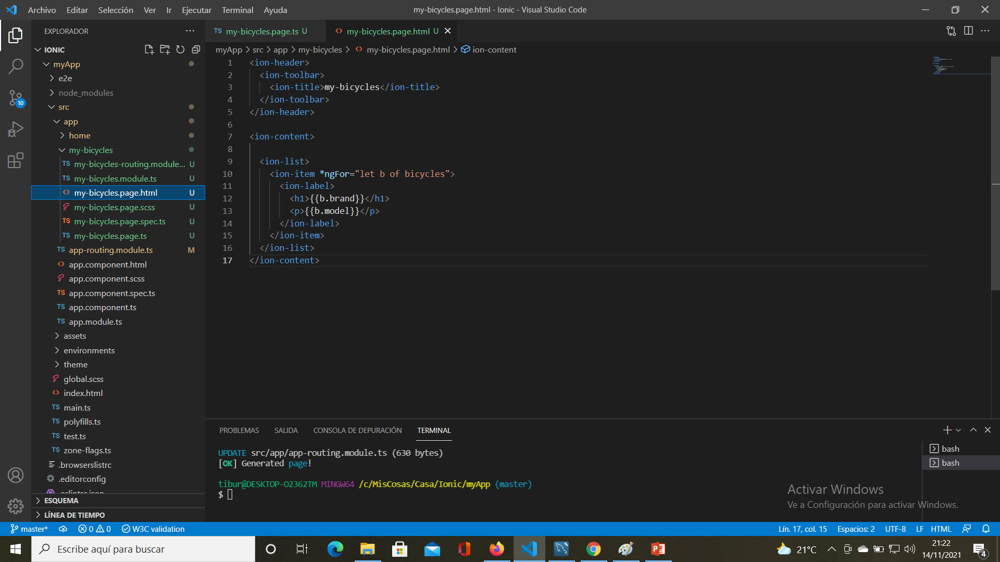 Archivo Editar Selección Ver Ir Ejecutar Terminal Ayuda
my-bicycles.page.html - Ionic - Visual Studio Code
EXPLORADOR
IONIC
myApp
e2e
node_modules
src
app
home
my-bicycles
TS my-bicycles-routing.module... U
TS my-bicycles.module.ts U
<> my-bicycles.page.html U
my-bicycles.page.scss U
TS my-bicycles.page.spec.ts U
TS my-bicycles.page.ts U
TS app-routing.module.ts M
<> app.component.html
app.component.scss
TS app.component.spec.ts
TS app.component.ts
TS app.module.ts
assets
environments
theme
global.scss
<> index.html
TS main.ts
TS polyfills.ts
TS test.ts
TS zone-flags.ts
.browserslistrc
.editorconfig
.eslintrc.json
ESQUEMA
LÍNEA DE TIEMPO
10
TS my-bicycles.page.ts U
<> my-bicycles.page.html U
myApp > src > app > my-bicycles > <> my-bicycles.page.html > ion-content
1 <ion-header>
2 <ion-toolbar>
3 <ion-title>my-bicycles</ion-title>
4 </ion-toolbar>
5 </ion-header>
6
7 <ion-content>
8
9 <ion-list>
10 <ion-item *ngFor="let b of bicycles">
11 <ion-label>
12 <h1>{{b.brand}}</h1>
13 <p>{{b.model}}</p>
14 </ion-label>
15 </ion-item>
16 </ion-list>
17 </ion-content>
PROBLEMAS SALIDA CONSOLA DE DEPURACIÓN TERMINAL
UPDATE src/app/app-routing.module.ts (630 bytes)
[OK] Generated page!
tibur@DESKTOP-O2362TM MINGW64 /c/MisCosas/Casa/Ionic/myApp (master)
$
bash
bash
Activar Windows
Ve a Configuración para activar Windows.
master* 0 0 W3C validation
Lín. 17, col. 15 Espacios: 2 UTF-8 LF HTML
Escribe aquí para buscar
21°C
21:22
14/11/2021
4